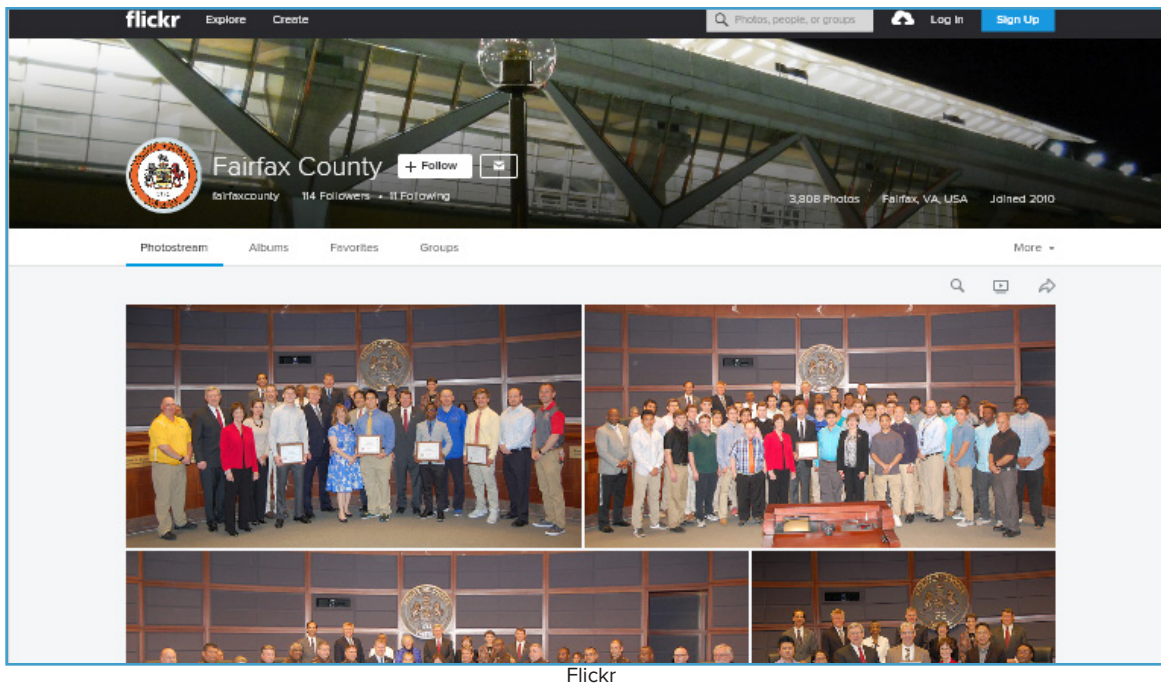 flickr Explore Create Photos, people, or groups Log In Sign Up
Fairfax County + Follow
fairfaxcounty 114 Followers • 11 Following 3,808 Photos Fairfax, VA, USA Joined 2010
Photostream Albums Favorites Groups More
Flickr